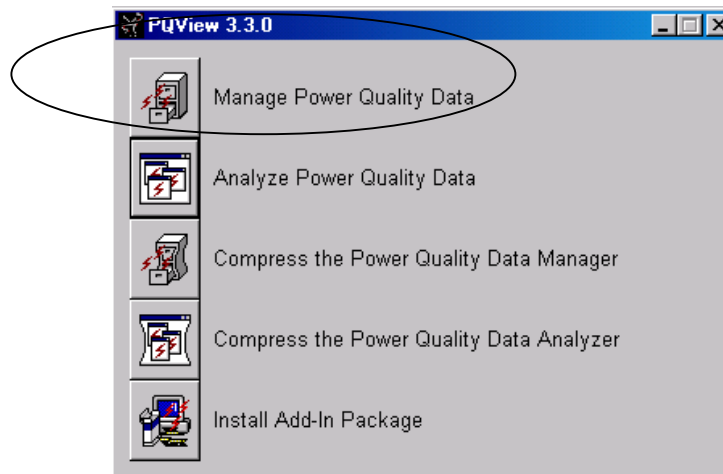 PQView 3.3.0
Manage Power Quality Data
Analyze Power Quality Data
Compress the Power Quality Data Manager
Compress the Power Quality Data Analyzer
Install Add-In Package